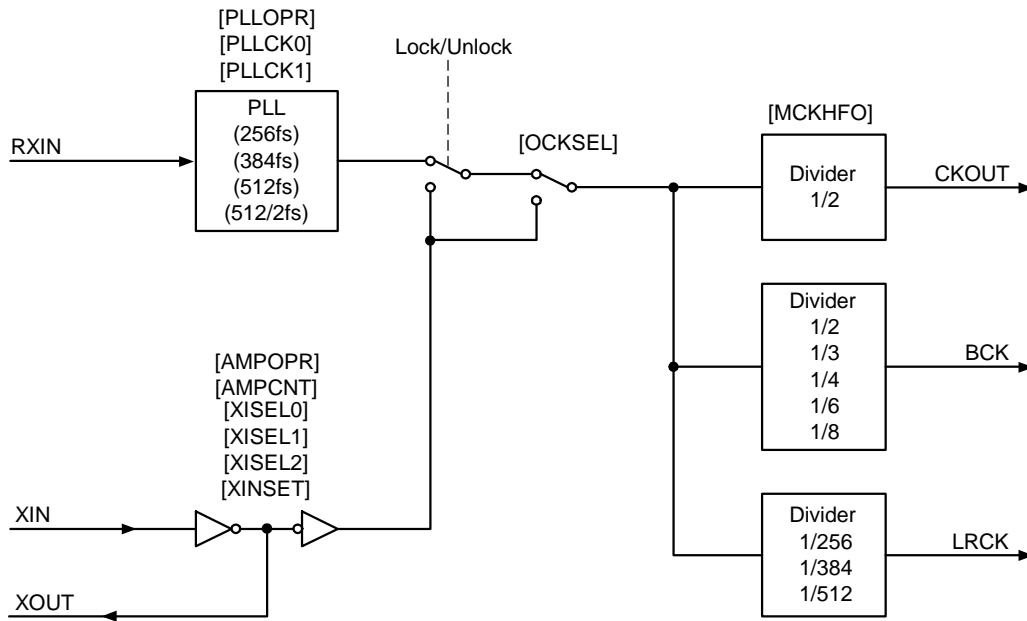 [PLLOPR]
[PLLCK0]
[PLLCK1]
Lock/Unlock
RXIN
PLL
(256fs)
(384fs)
(512fs)
(512/2fs)
[OCKSEL]
[MCKHFO]
Divider
1/2
CKOUT
Divider
1/2
1/3
1/4
1/6
1/8
BCK
[AMPOPR]
[AMPCNT]
[XISEL0]
[XISEL1]
[XISEL2]
[XINSET]
XIN
XOUT
Divider
1/256
1/384
1/512
LRCK